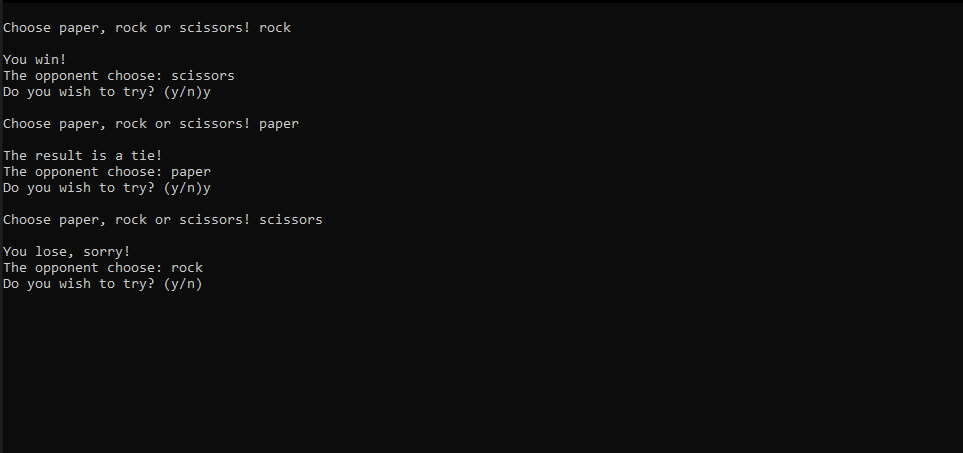 Choose paper, rock or scissors! rock
You win!
The opponent choose: scissors
Do you wish to try? (y/n)y
Choose paper, rock or scissors! paper
The result is a tie!
The opponent choose: paper
Do you wish to try? (y/n)y
Choose paper, rock or scissors! scissors
You lose, sorry!
The opponent choose: rock
Do you wish to try? (y/n)